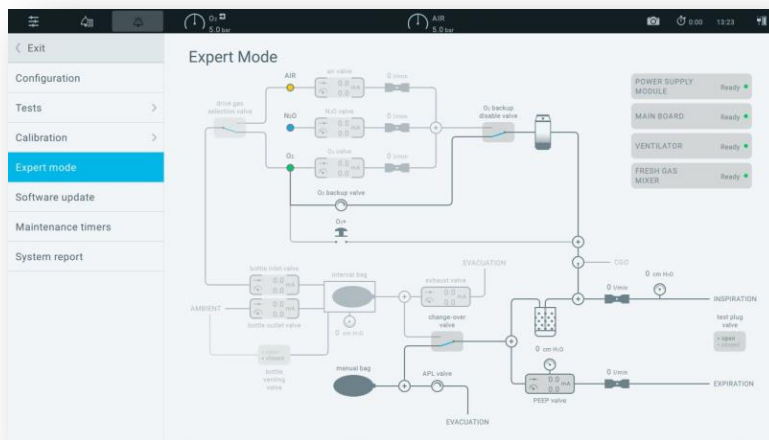 O₂
5.0 bar
AIR
5.0 bar
0:00
13:23
Exit
Configuration
Tests
Calibration
Expert mode
Software update
Maintenance timers
System report
Expert Mode
AIR
air valve
0.0
0.0
mA
0 l/min
drive gas
selection valve
N₂O
N₂O valve
0.0
0.0
mA
0 l/min
O₂
O₂ valve
0.0
0.0
mA
0 l/min
O₂ backup
disable valve
O₂ backup valve
O₂+
POWER SUPPLY
MODULE
Ready
MAIN BOARD
Ready
VENTILATOR
Ready
FRESH GAS
MIXER
Ready
EVACUATION
CGO
bottle inlet valve
0.0
0.0
mA
internal bag
exhaust valve
0.0
0.0
mA
AMBIENT
0.0
0.0
mA
bottle outlet valve
0 cm H₂O
change-over
valve
bottle
venting
valve
manual bag
APL valve
EVACUATION
0 cm H₂O
0.0
0.0
mA
PEEP valve
0 l/min
0 cm H₂O
INSPIRATION
test plug
valve
• open
• closed
0 l/min
EXPIRATION